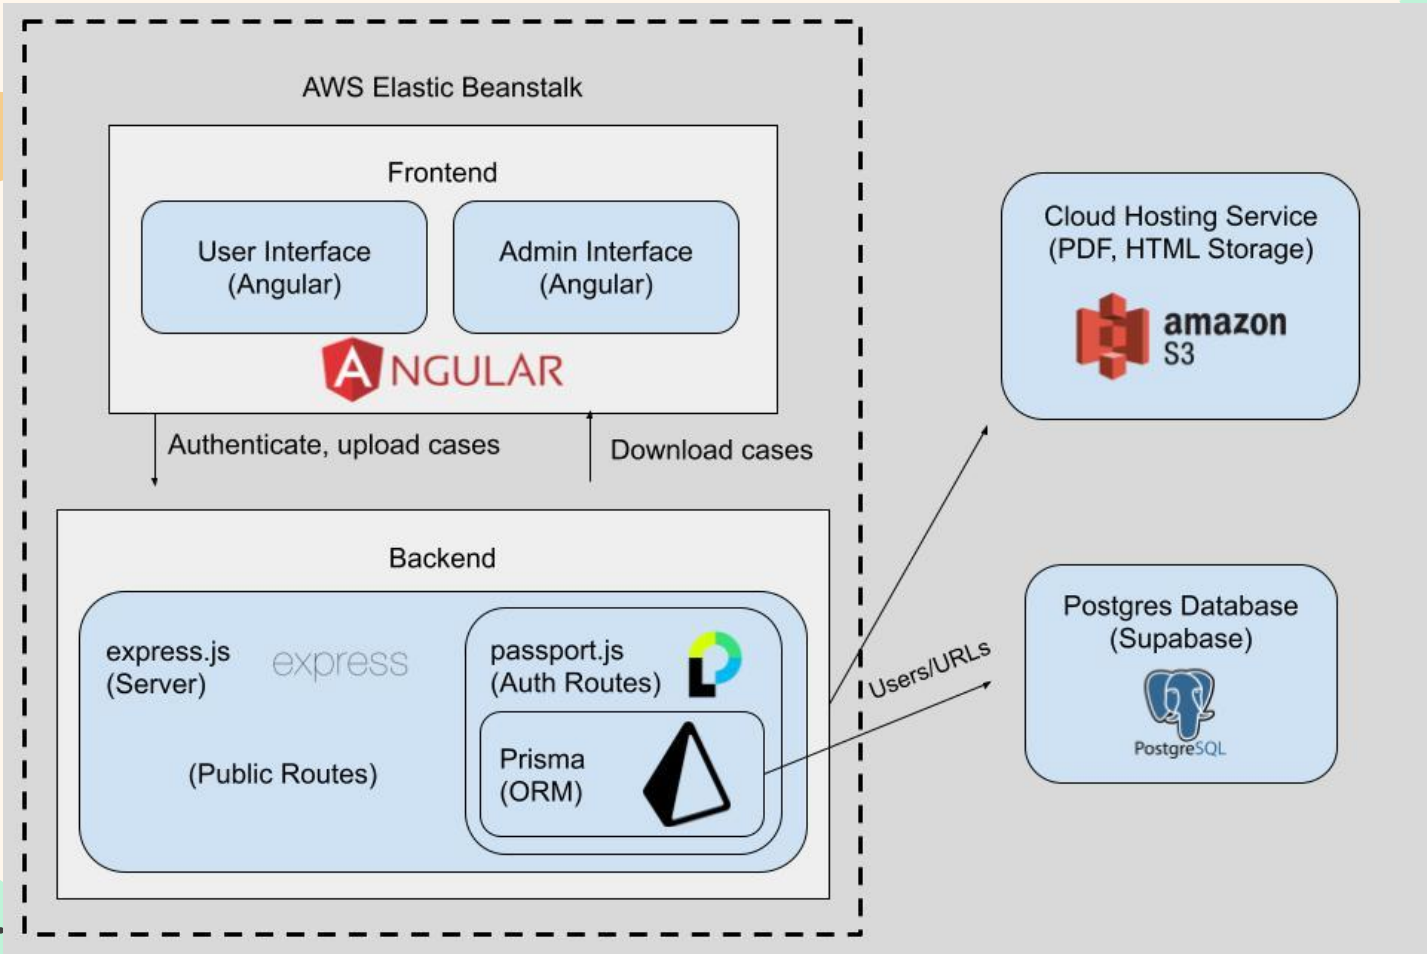 AWS Elastic Beanstalk
Frontend
User Interface
(Angular)
Admin Interface
(Angular)
ANGULAR
Authenticate, upload cases
Download cases
Backend
express.js
(Server)
express
(Public Routes)
passport.js
(Auth Routes)
Prisma
(ORM)
Users/URLs
Cloud Hosting Service
(PDF, HTML Storage)
amazon
S3
Postgres Database
(Supabase)
PostgreSQL